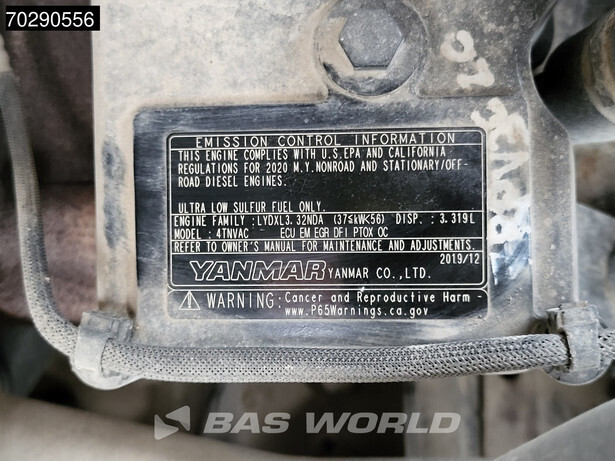 70290556
EMISSION CONTROL INFORMATION
THIS ENGINE COMPLIES WITH U.S.EPA AND CALIFORNIA
REGULATIONS FOR 2020 M.Y.NONROAD AND STATIONARY/OFF-
ROAD DIESEL ENGINES.
ULTRA LOW SULFUR FUEL ONLY.
ENGINE FAMILY : LYDXL3.32NDA (37≤kW<56) DISP. : 3.319L
MODEL : 4TNVAC ECU EM EGR DFI PTOX OC
REFER TO OWNER'S MANUAL FOR MAINTENANCE AND ADJUSTMENTS.
YANMAR YANMAR CO.,LTD. 2019/12
WARNING: Cancer and Reproductive Harm -
www.P65Warnings.ca.gov
BAS WORLD